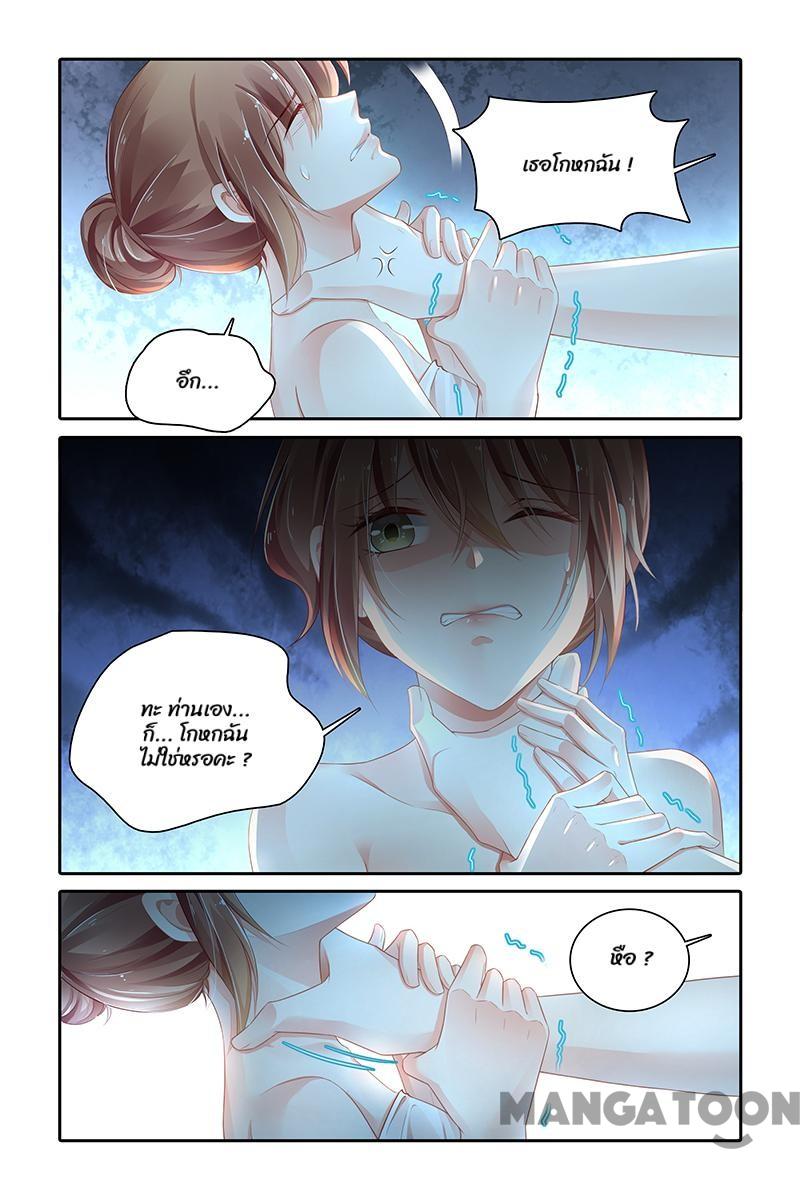 เธอโกหกฉัน !
อึก...
ทะ ท่านเอง...
ก็... โกหกฉัน
ไม่ใช่หรอคะ ?
หือ ?
MANGATOON